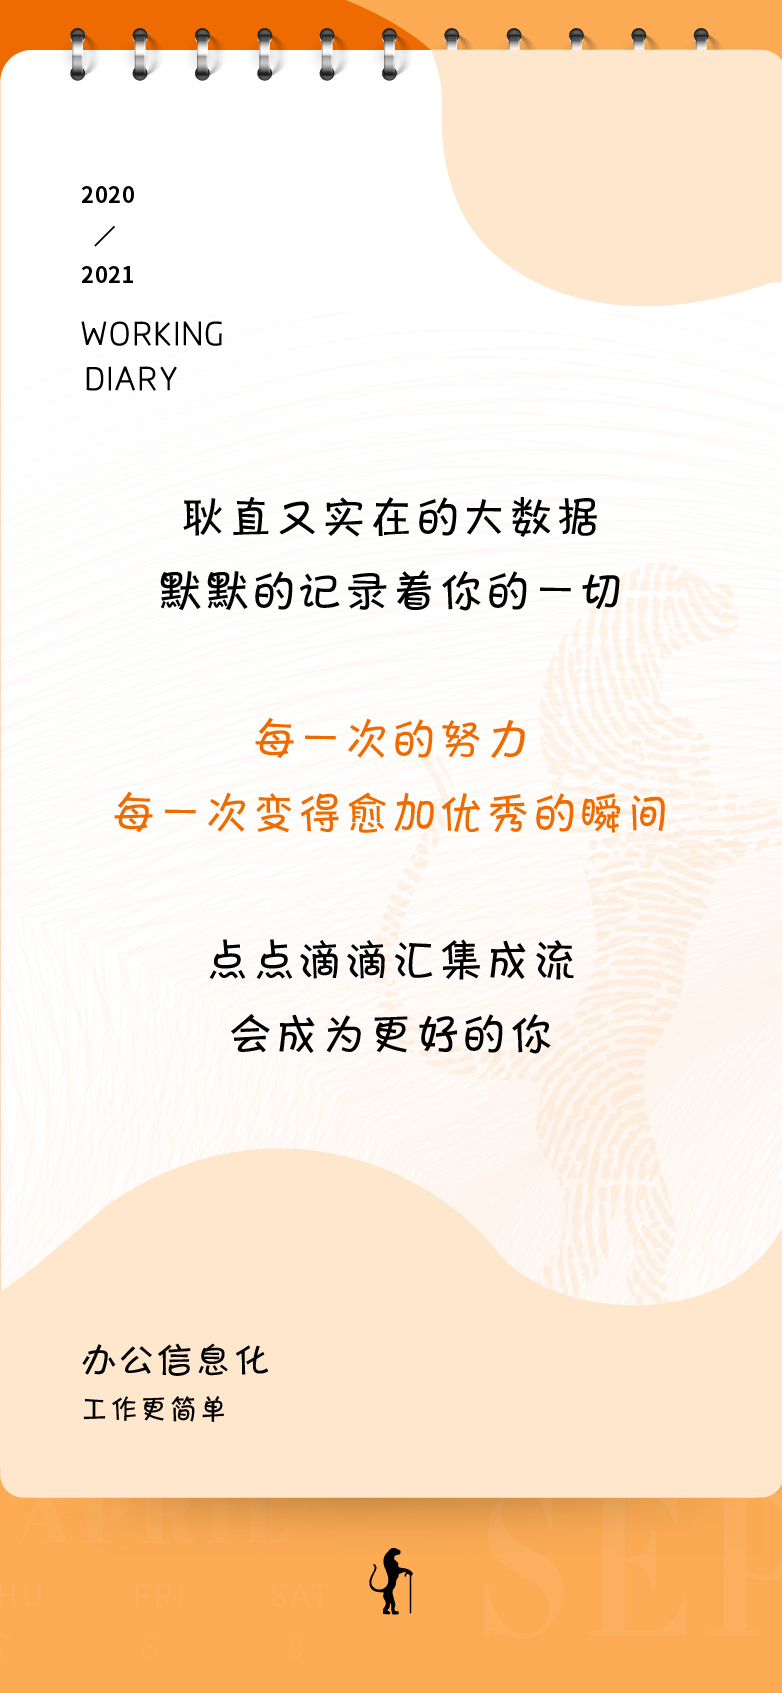 2020
/
2021
WORKING
DIARY
耿直又实在的大数据
默默的记录着你的一切
每一次的努力
每一次变得愈加优秀的瞬间
点点滴滴汇集成流
会成为更好的你
办公信息化
工作更简单
APRIL
SEP
HU
FRI
SAT